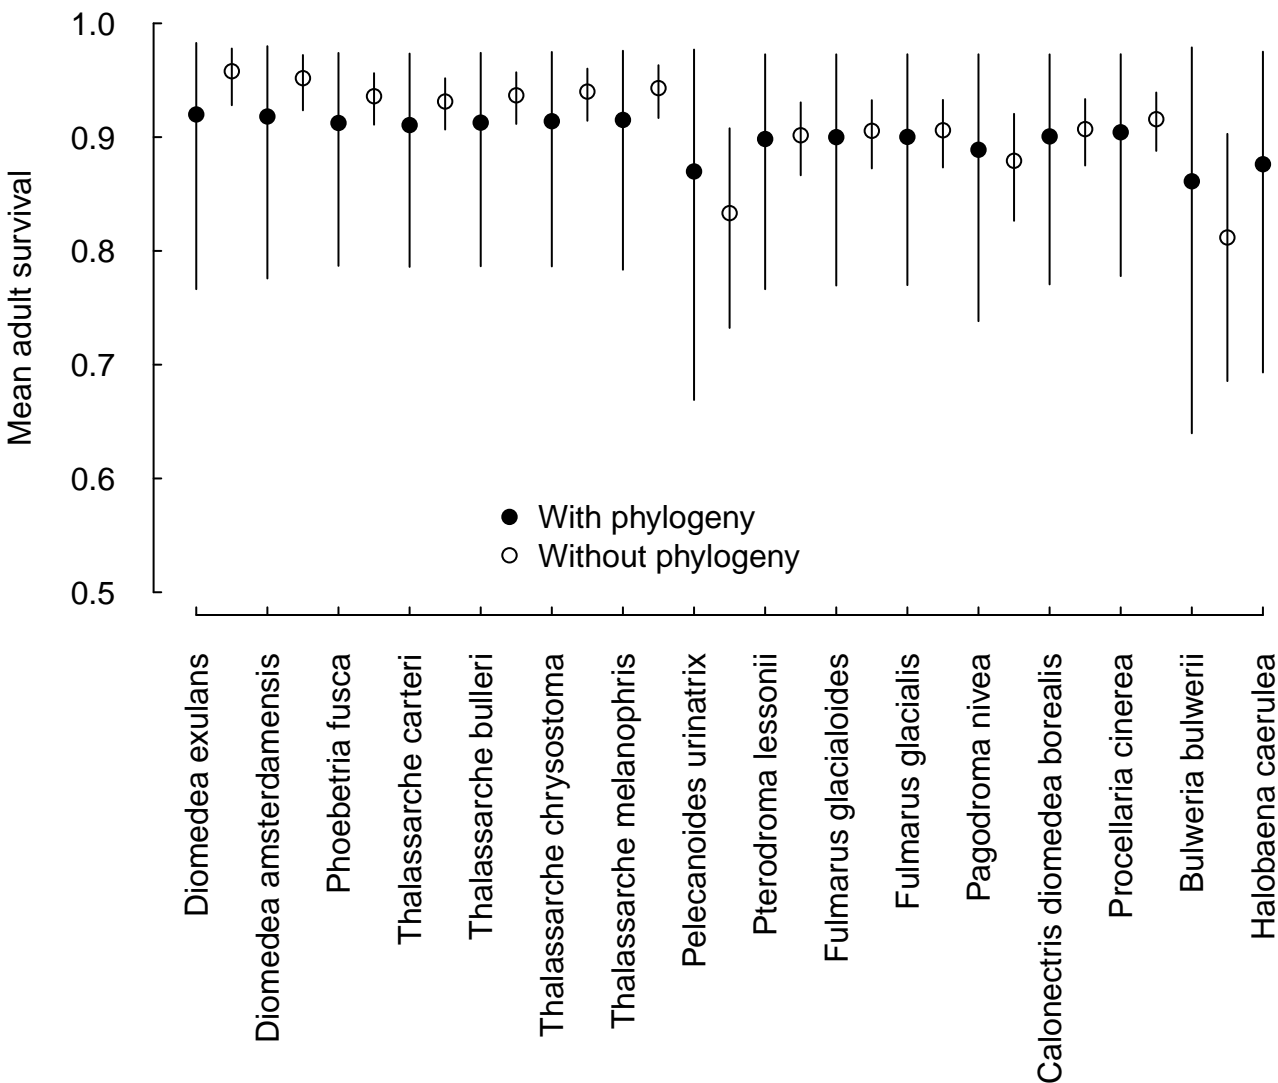 Mean adult survival
1.0
0.9
0.8
0.7
0.6
0.5
With phylogeny
Without phylogeny
Diomedea exulans
Diomedea amsterdamensis
Phoebetria fusca
Thalassarche carteri
Thalassarche bulleri
Thalassarche chrysostoma
Thalassarche melanophris
Pelecanoides urinatrix
Pterodroma lessonii
Fulmarus glacialoides
Fulmarus glacialis
Pagodroma nivea
Calonectris diomedea borealis
Procellaria cinerea
Bulweria bulwerii
Halobaena caerulea